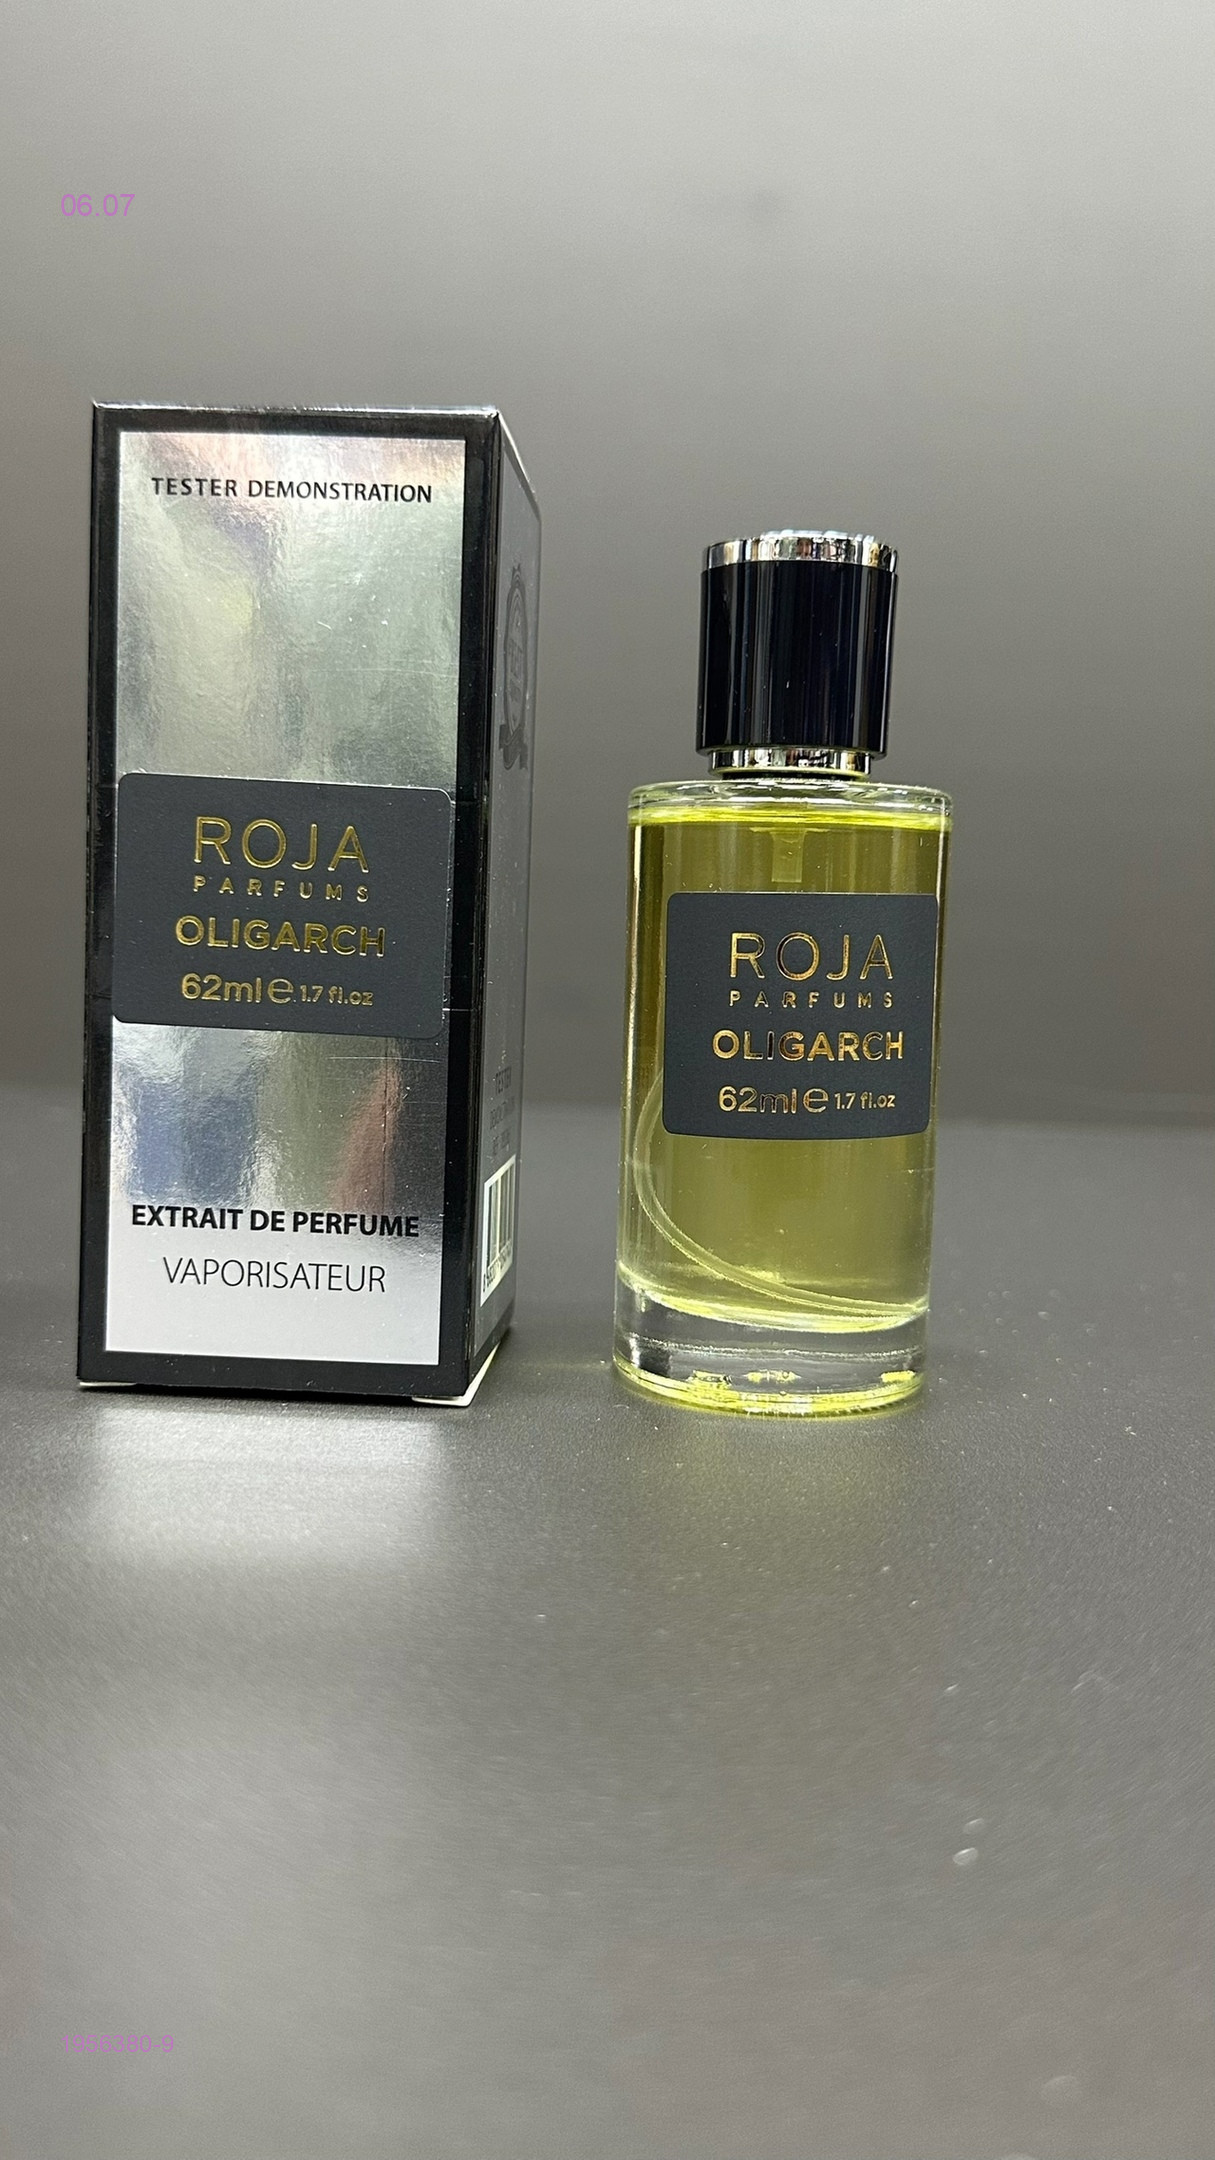 06.07
TESTER DEMONSTRATION
ROJA
PARFUMS
OLIGARCH
62ml e 1.7 fl.oz
EXTRAIT DE PERFUME
VAPORISATEUR
ROJA
PARFUMS
OLIGARCH
62ml e 1.7 fl.oz
1956380-9